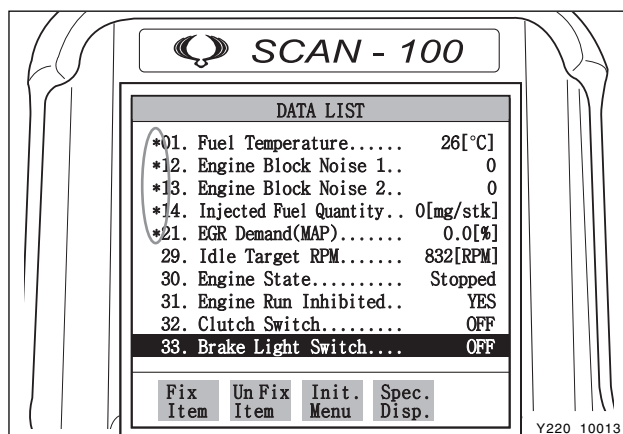 SCAN - 100
DATA LIST
*01. Fuel Temperature...... 26[°C]
*12. Engine Block Noise 1.. 0
*13. Engine Block Noise 2.. 0
*14. Injected Fuel Quantity.. 0[mg/stk]
*21. EGR Demand(MAP)....... 0.0[%]
29. Idle Target RPM....... 832[RPM]
30. Engine State.......... Stopped
31. Engine Run Inhibited.. YES
32. Clutch Switch......... OFF
33. Brake Light Switch.... OFF
Fix Item
Un Fix Item
Init. Menu
Spec. Disp.
Y220 10013